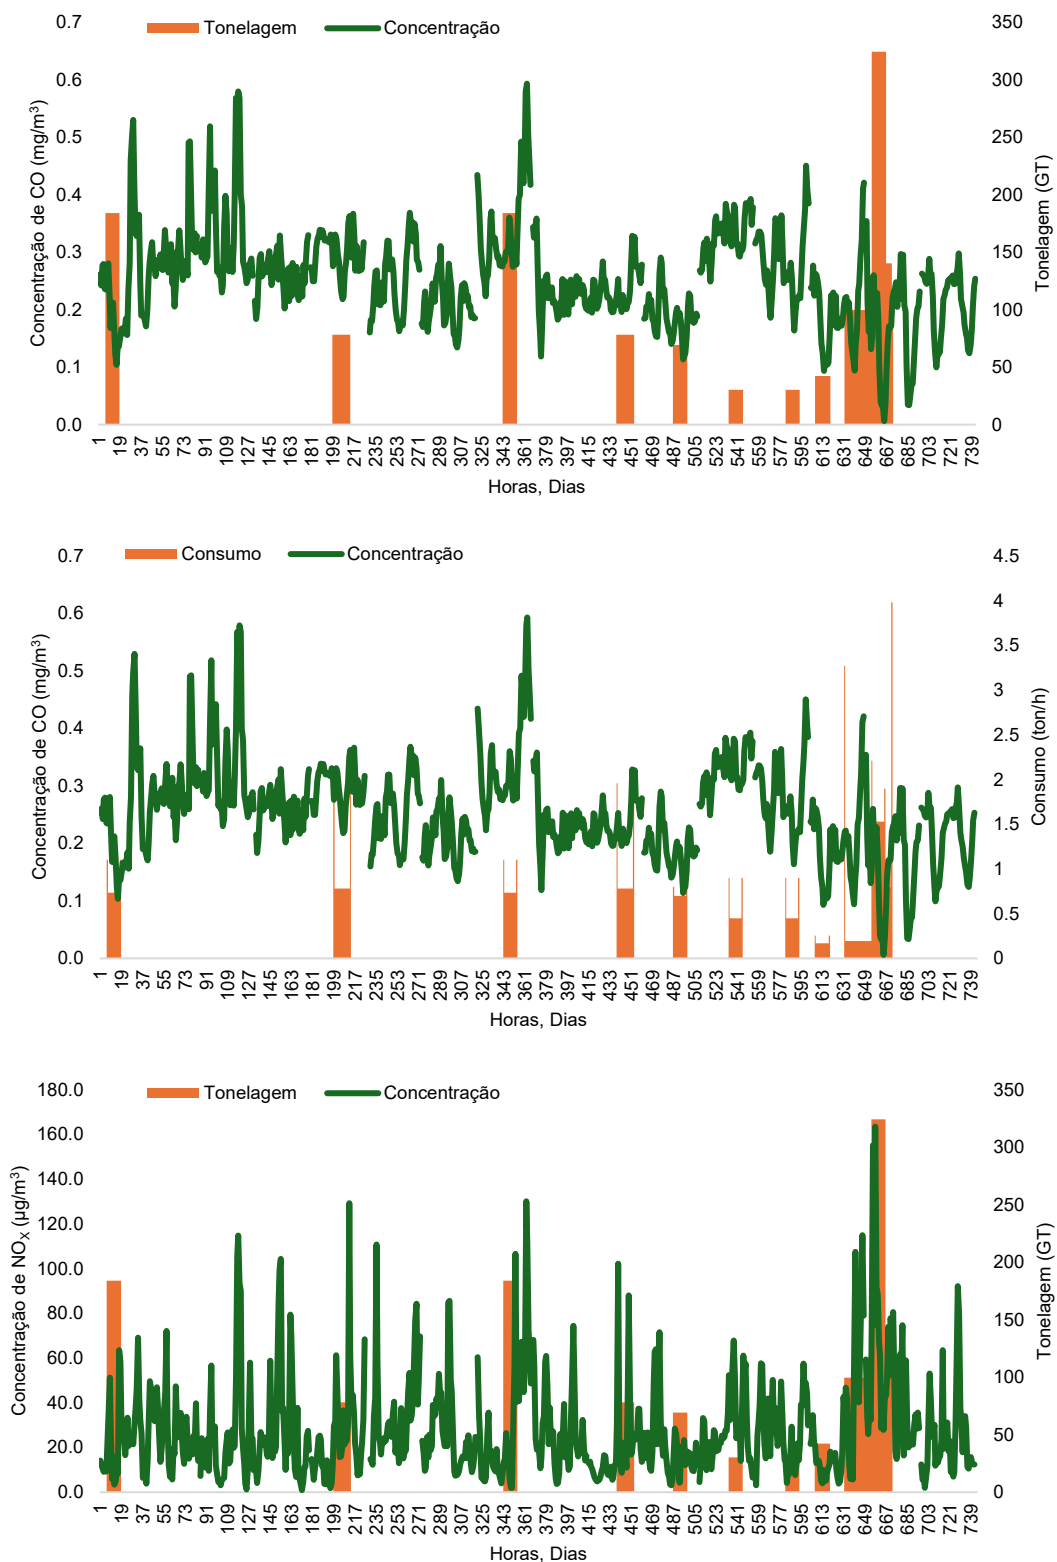 Tonelagem Concentração
0.7 0.6 0.5 0.4 0.3 0.2 0.1 0.0
Concentração de CO (mg/m³)
350 300 250 200 150 100 50 0
Tonelagem (GT)
1 19 37 55 73 91 109 127 145 163 181 199 217 235 253 271 289 307 325 343 361 379 397 415 433 451 469 487 505 523 541 559 577 595 613 631 649 667 685 703 721 739
Horas, Dias
Consumo Concentração
0.7 0.6 0.5 0.4 0.3 0.2 0.1 0.0
Concentração de CO (mg/m³)
4.5 4 3.5 3 2.5 2 1.5 1 0.5 0
Consumo (ton/h)
1 19 37 55 73 91 109 127 145 163 181 199 217 235 253 271 289 307 325 343 361 379 397 415 433 451 469 487 505 523 541 559 577 595 613 631 649 667 685 703 721 739
Horas, Dias
Tonelagem Concentração
180.0 160.0 140.0 120.0 100.0 80.0 60.0 40.0 20.0 0.0
Concentração de NOX (µg/m³)
350 300 250 200 150 100 50 0
Tonelagem (GT)
1 19 37 55 73 91 109 127 145 163 181 199 217 235 253 271 289 307 325 343 361 379 397 415 433 451 469 487 505 523 541 559 577 595 613 631 649 667 685 703 721 739
Horas, Dias